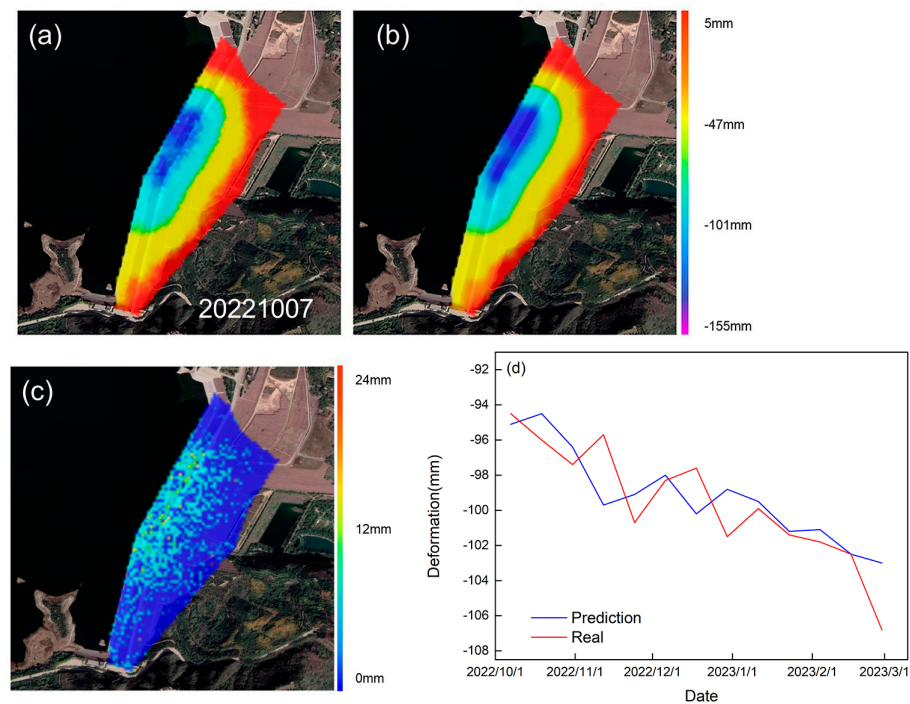 (a)
(b)
5mm
-47mm
-101mm
-155mm
20221007
(c)
24mm
12mm
0mm
(d)
-92
-94
-96
-98
-100
-102
-104
-106
-108
Deformation(mm)
Prediction
Real
2022/10/1 2022/11/1 2022/12/1 2023/1/1 2023/2/1 2023/3/1
Date